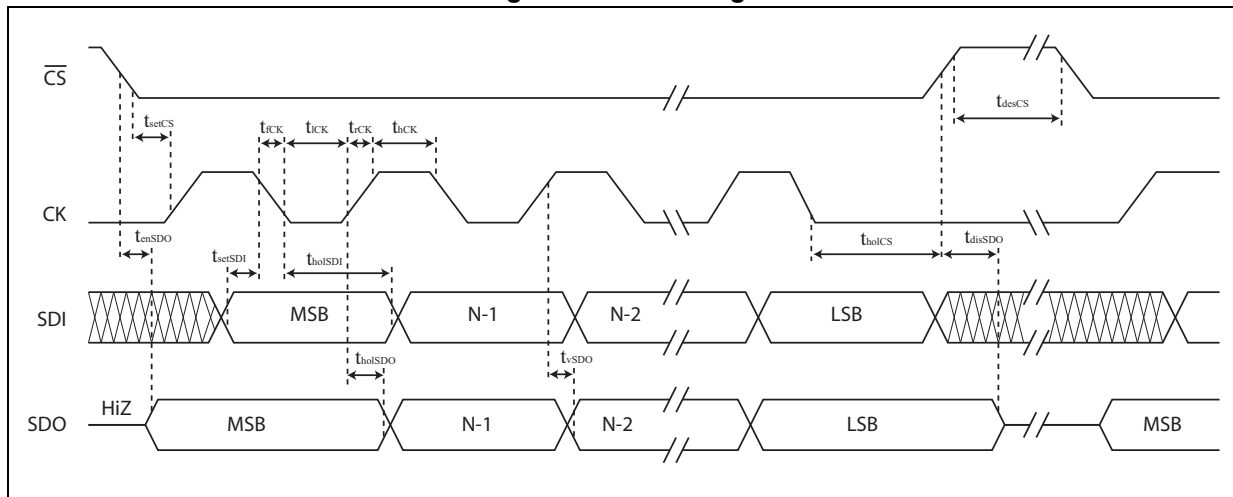 CS
tdesCS
tsetCS
tfCK
tlCK
trCK
thCK
CK
tenSDO
tsetSDI
tholSDI
tholCS
tdisSDO
SDI
MSB
N-1
N-2
LSB
tholSDO
tvSDO
SDO
HiZ
MSB
N-1
N-2
LSB
MSB